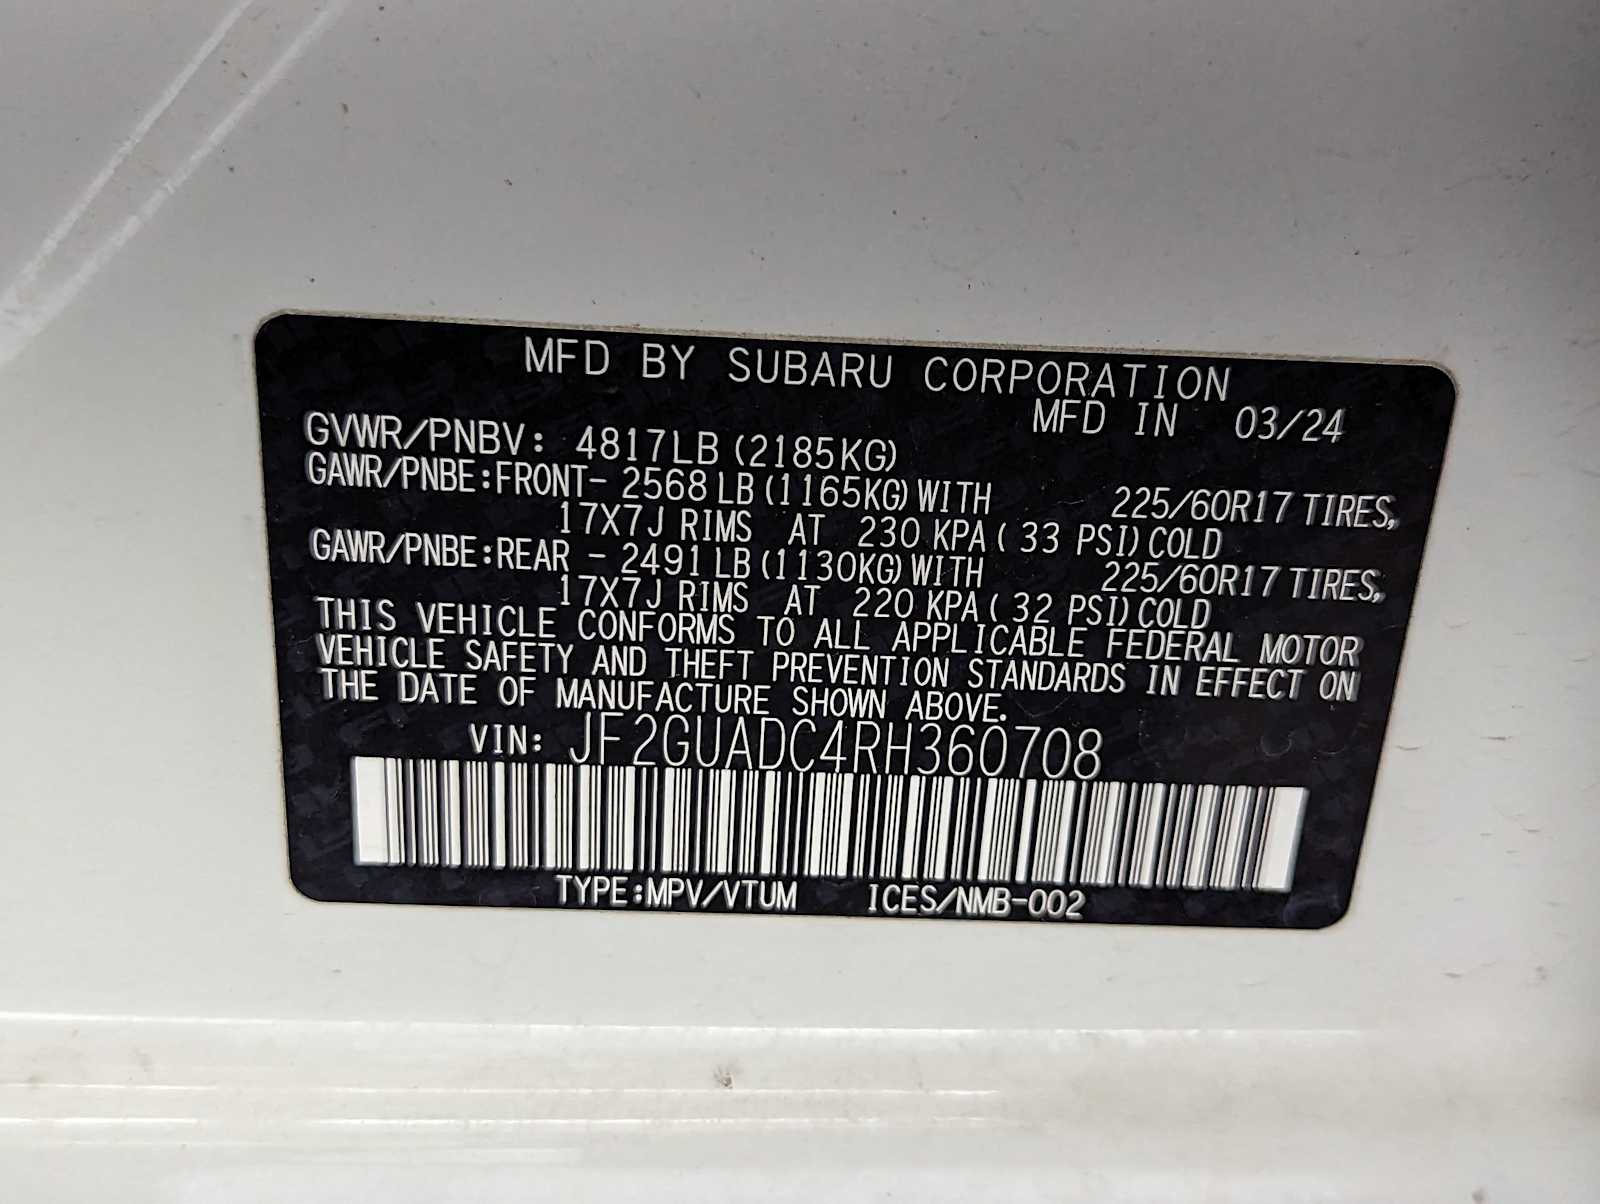 MFD BY SUBARU CORPORATION
MFD IN 03/24
GVWR/PNBV: 4817LB (2185KG)
GAWR/PNBE:FRONT- 2568 LB (1165KG) WITH 225/60R17 TIRES,
17X7J RIMS AT 230 KPA ( 33 PSI) COLD
GAWR/PNBE:REAR - 2491 LB (1130KG) WITH 225/60R17 TIRES,
17X7J RIMS AT 220 KPA ( 32 PSI) COLD
THIS VEHICLE CONFORMS TO ALL APPLICABLE FEDERAL MOTOR
VEHICLE SAFETY AND THEFT PREVENTION STANDARDS IN EFFECT ON
THE DATE OF MANUFACTURE SHOWN ABOVE.
VIN: JF2GUADC4RH360708
TYPE:MPV/VTUM ICES/NMB-002